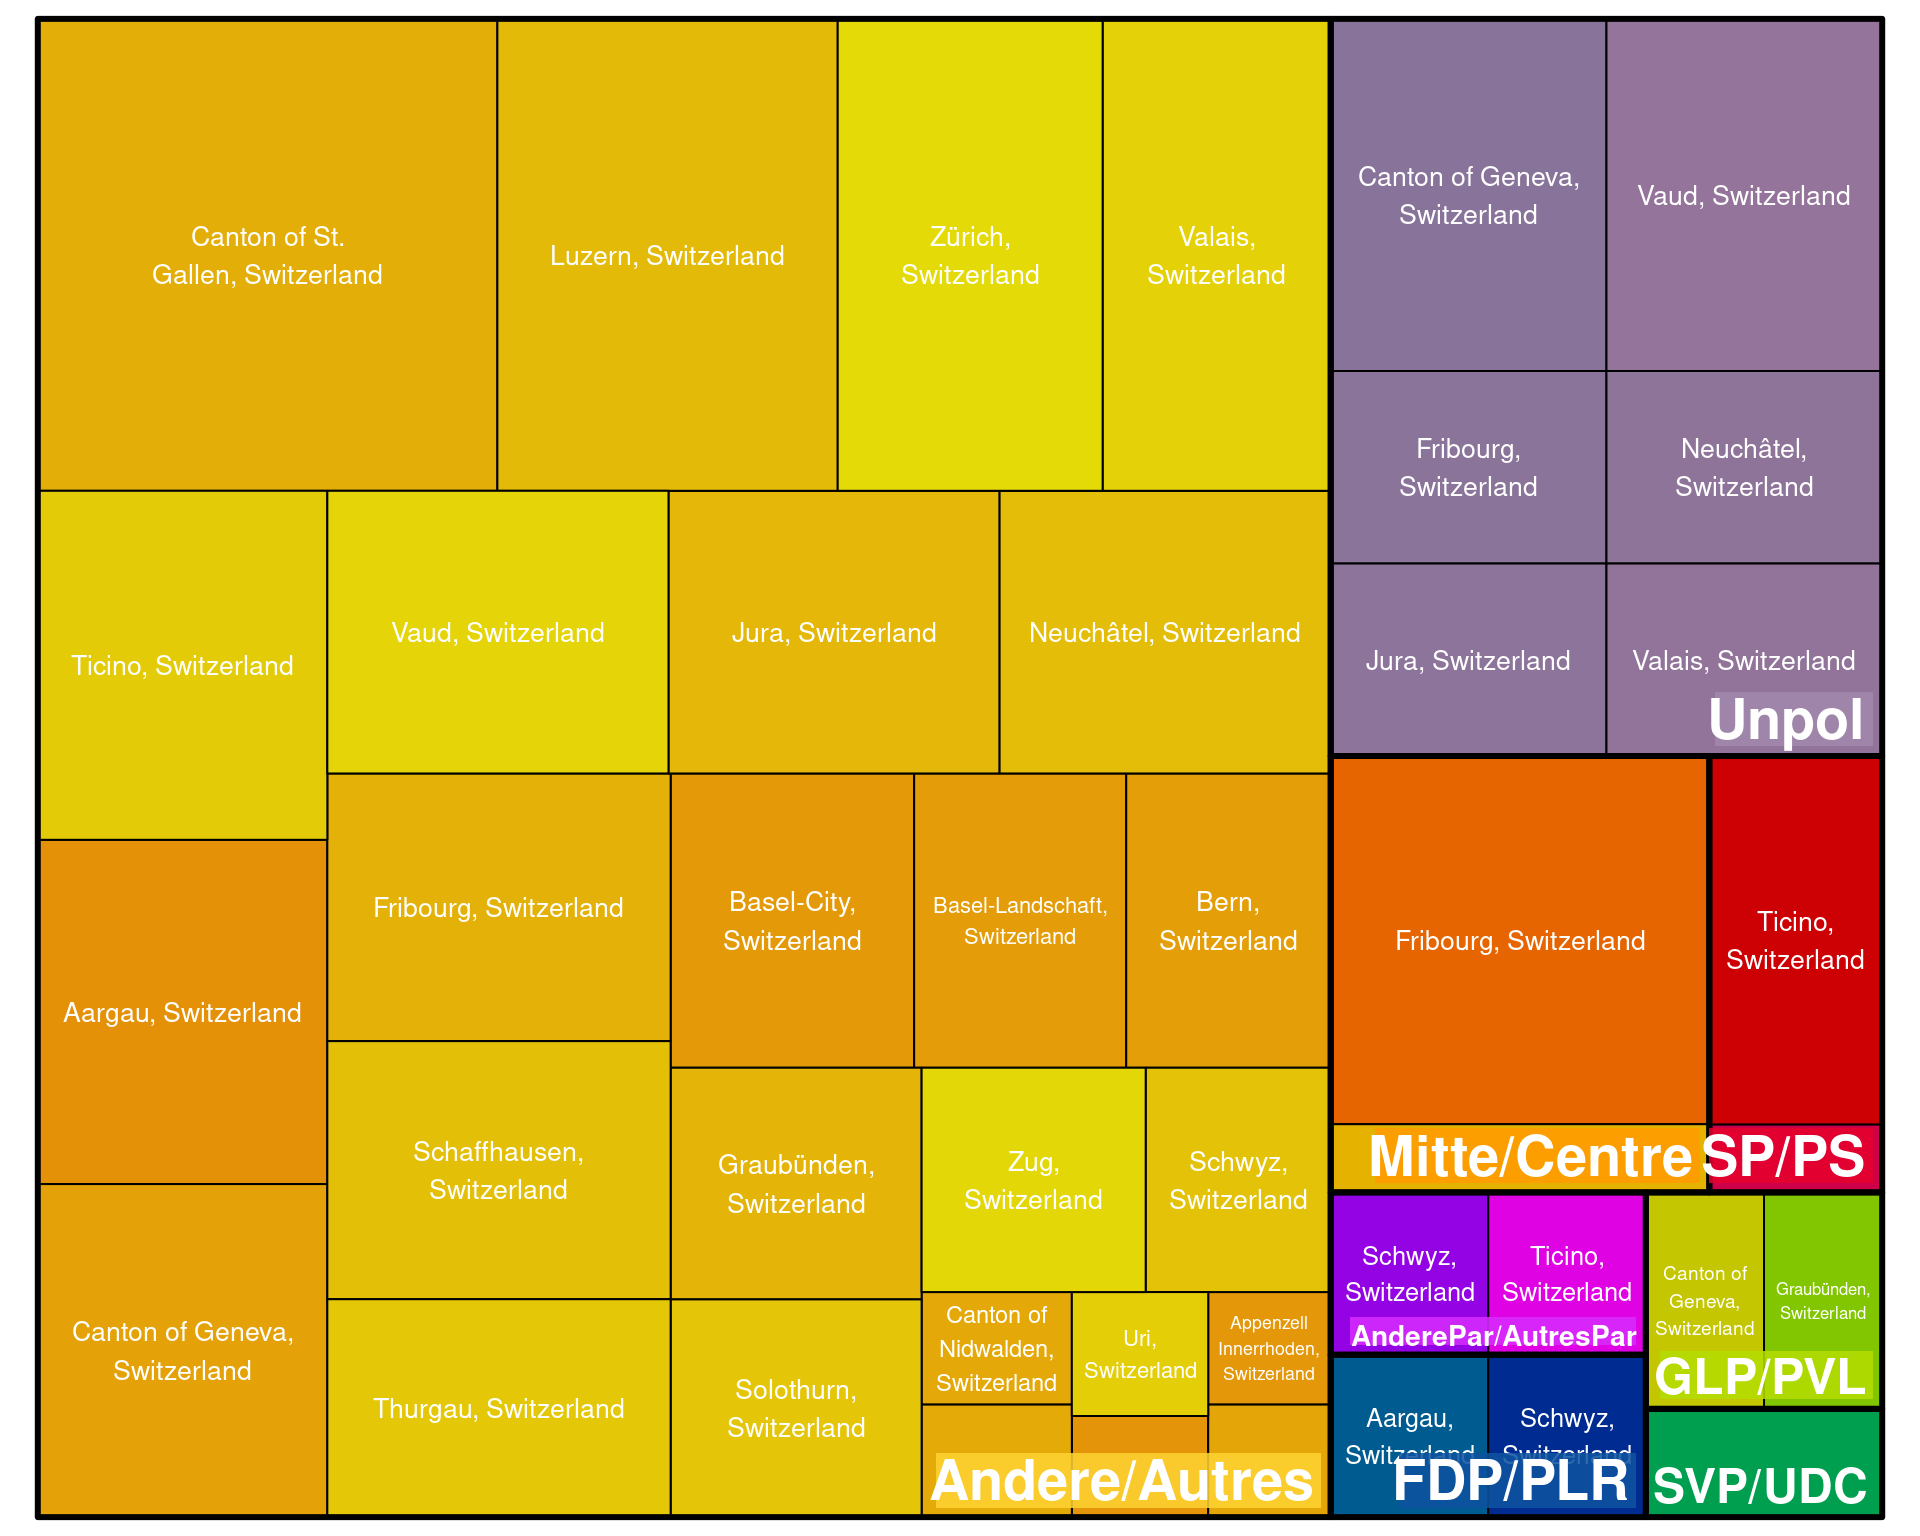 Canton of St.
Gallen, Switzerland
Luzern, Switzerland
Zürich,
Switzerland
Valais,
Switzerland
Ticino, Switzerland
Vaud, Switzerland
Jura, Switzerland
Neuchâtel, Switzerland
Aargau, Switzerland
Fribourg, Switzerland
Basel-City,
Switzerland
Basel-Landschaft,
Switzerland
Bern,
Switzerland
Canton of Geneva,
Switzerland
Schaffhausen,
Switzerland
Graubünden,
Switzerland
Zug,
Switzerland
Schwyz,
Switzerland
Thurgau, Switzerland
Solothurn,
Switzerland
Canton of
Nidwalden,
Switzerland
Uri,
Switzerland
Appenzell
Innerrhoden,
Switzerland
Andere/Autres
Canton of Geneva,
Switzerland
Vaud, Switzerland
Fribourg,
Switzerland
Neuchâtel,
Switzerland
Jura, Switzerland
Valais, Switzerland
Unpol
Fribourg, Switzerland
Mitte/Centre
Ticino,
Switzerland
SP/PS
Schwyz,
Switzerland
Ticino,
Switzerland
AnderePar/AutresPar
Canton of
Geneva,
Switzerland
Graubünden,
Switzerland
GLP/PVL
Aargau,
Switzerland
Schwyz,
Switzerland
FDP/PLR
SVP/UDC